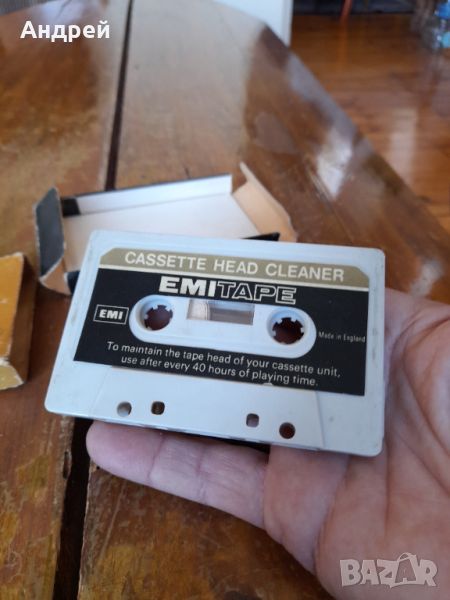 Андрей
CASSETTE HEAD CLEANER
EMITAPE
EMI
Made in England
To maintain the tape head of your cassette unit,
use after every 40 hours of playing time.
BAZAR